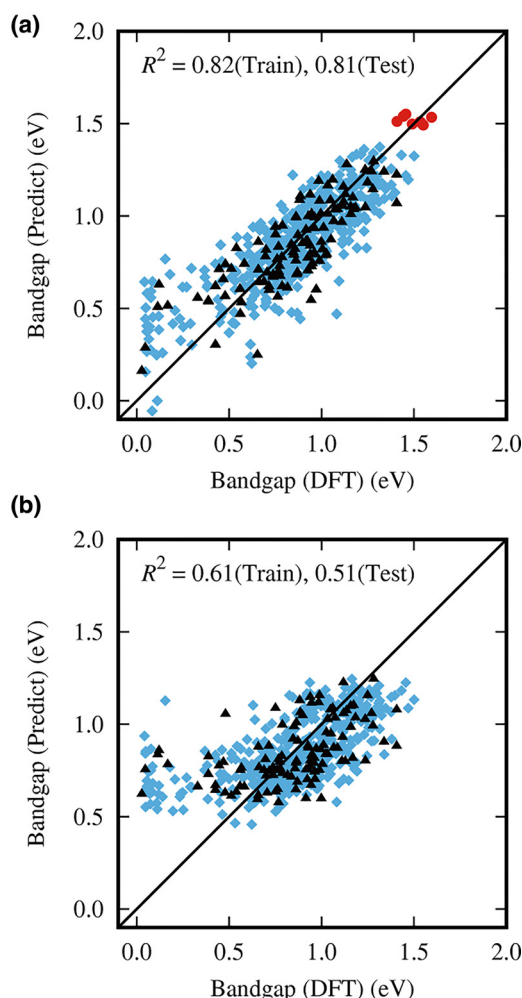 (a)
2.0
R² = 0.82(Train), 0.81(Test)
1.5
1.0
0.5
0.0
Bandgap (Predict) (eV)
0.0 0.5 1.0 1.5 2.0
Bandgap (DFT) (eV)
(b)
2.0
R² = 0.61(Train), 0.51(Test)
1.5
1.0
0.5
0.0
Bandgap (Predict) (eV)
0.0 0.5 1.0 1.5 2.0
Bandgap (DFT) (eV)